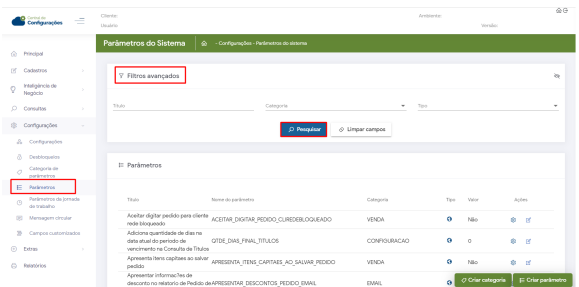 Central de
Configurações
Cliente:
Usuário:
Ambiente:
Versão:
Parâmetros do Sistema
- Configurações - Parâmetros do sistema
Principal
Cadastros
Inteligência de
Negócio
Consultas
Configurações
Configurações
Desbloqueios
Categoria de
parâmetros
Parâmetros
Parâmetros da jornada
de trabalho
Mensagem circular
Campos customizados
Extras
Relatórios
Filtros avançados
Título
Categoria
Tipo
Pesquisar
Limpar campos
Parâmetros
Título Nome do parâmetro Categoria Tipo Valor Ações
Aceitar digitar pedido para cliente
rede bloqueado
ACEITAR_DIGITAR_PEDIDO_CLIREDEBLOQUEADO VENDA Não
Adiciona quantidade de dias na
data atual do período de
vencimento na Consulta de Títulos
QTDE_DIAS_FINAL_TITULOS CONFIGURACAO 0
Apresenta itens capitães ao salvar
pedido
APRESENTA_ITENS_CAPITAES_AO_SALVAR_PEDIDO VENDA Não
Apresentar informac?es de
desconto no relatorio de Pedido de
APRESENTAR_DESCONTOS_PEDIDO_EMAIL EMAIL
Criar categoria
Criar parâmetro